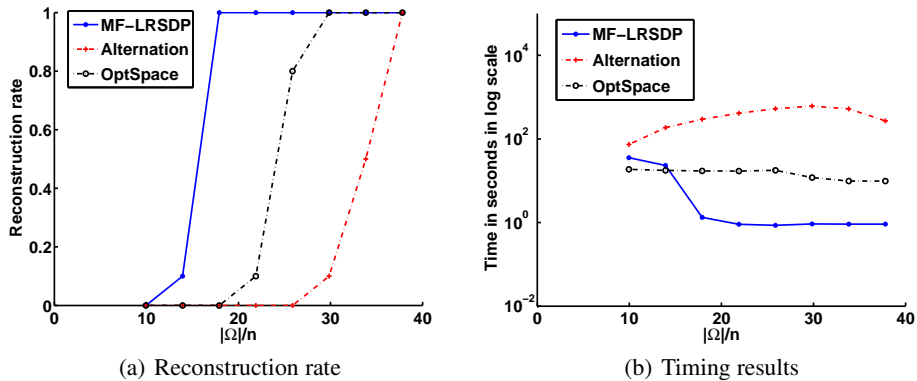 MF−LRSDP
Alternation
OptSpace
Reconstruction rate
1
0.8
0.6
0.4
0.2
0
0 10 20 30 40
|Ω|/n
(a) Reconstruction rate
MF−LRSDP
Alternation
OptSpace
Time in seconds in log scale
10^4
10^2
10^0
10^−2
0 10 20 30 40
|Ω|/n
(b) Timing results